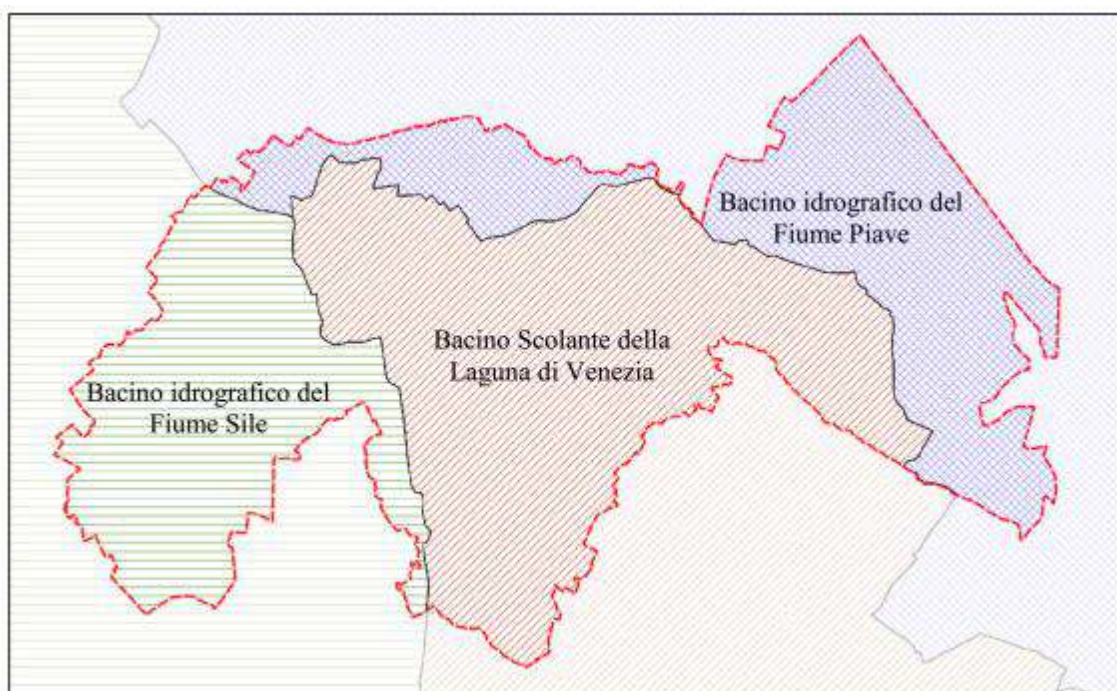 Bacino idrografico del
Fiume Piave
Bacino Scolante della
Laguna di Venezia
Bacino idrografico del
Fiume Sile